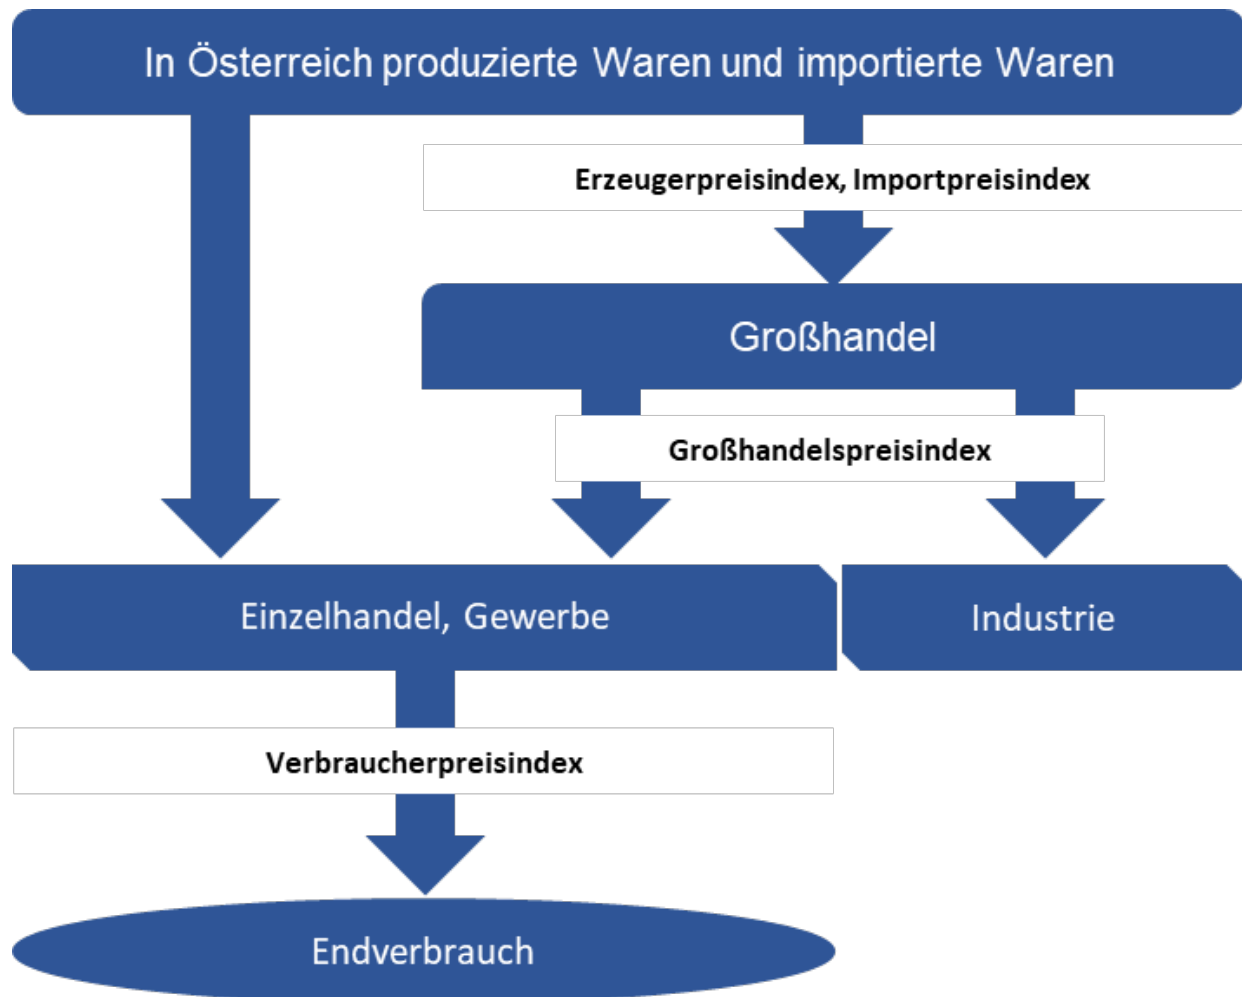 In Österreich produzierte Waren und importierte Waren
Erzeugerpreisindex, Importpreisindex
Großhandel
Großhandelspreisindex
Einzelhandel, Gewerbe
Industrie
Verbraucherpreisindex
Endverbrauch